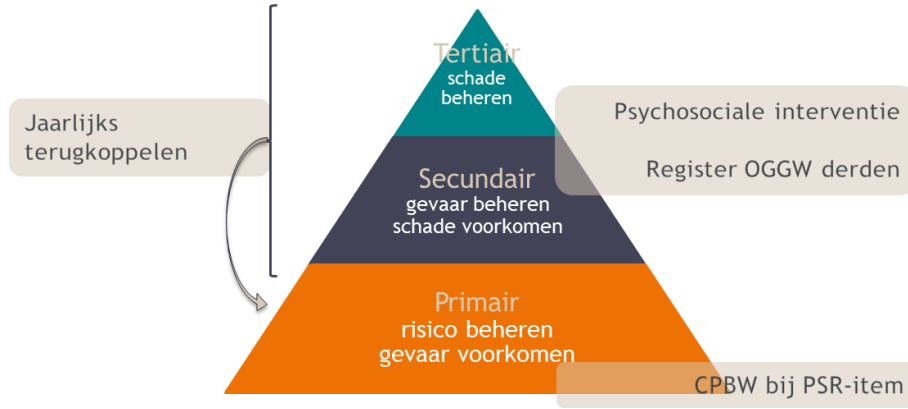 Tertiair
schade
beheren
Jaarlijks
terugkoppelen
Psychosociale interventie
Register OGGW derden
Secundair
gevaar beheren
schade voorkomen
Primair
risico beheren
gevaar voorkomen
CPBW bij PSR-item